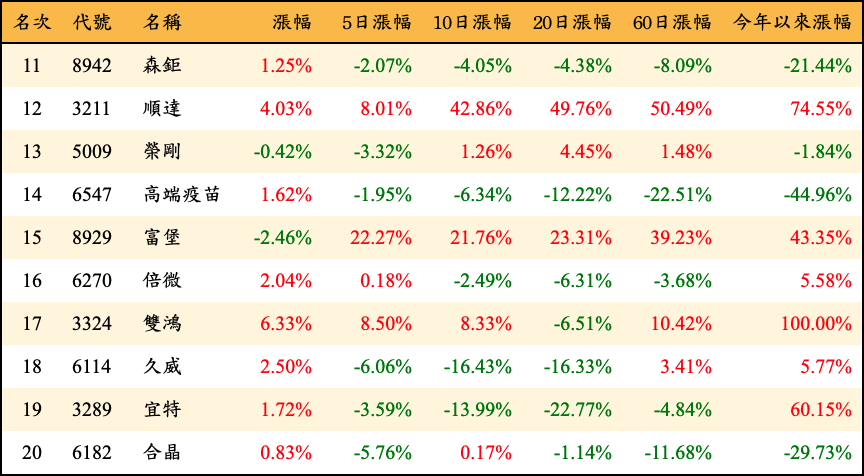 名次 代號 名稱 漲幅 5日漲幅 10日漲幅 20日漲幅 60日漲幅 今年以來漲幅
11 8942 森鉅 1.25% -2.07% -4.05% -4.38% -8.09% -21.44%
12 3211 順達 4.03% 8.01% 42.86% 49.76% 50.49% 74.55%
13 5009 榮剛 -0.42% -3.32% 1.26% 4.45% 1.48% -1.84%
14 6547 高端疫苗 1.62% -1.95% -6.34% -12.22% -22.51% -44.96%
15 8929 富堡 -2.46% 22.27% 21.76% 23.31% 39.23% 43.35%
16 6270 倍微 2.04% 0.18% -2.49% -6.31% -3.68% 5.58%
17 3324 雙鴻 6.33% 8.50% 8.33% -6.51% 10.42% 100.00%
18 6114 久威 2.50% -6.06% -16.43% -16.33% 3.41% 5.77%
19 3289 宜特 1.72% -3.59% -13.99% -22.77% -4.84% 60.15%
20 6182 合晶 0.83% -5.76% 0.17% -1.14% -11.68% -29.73%